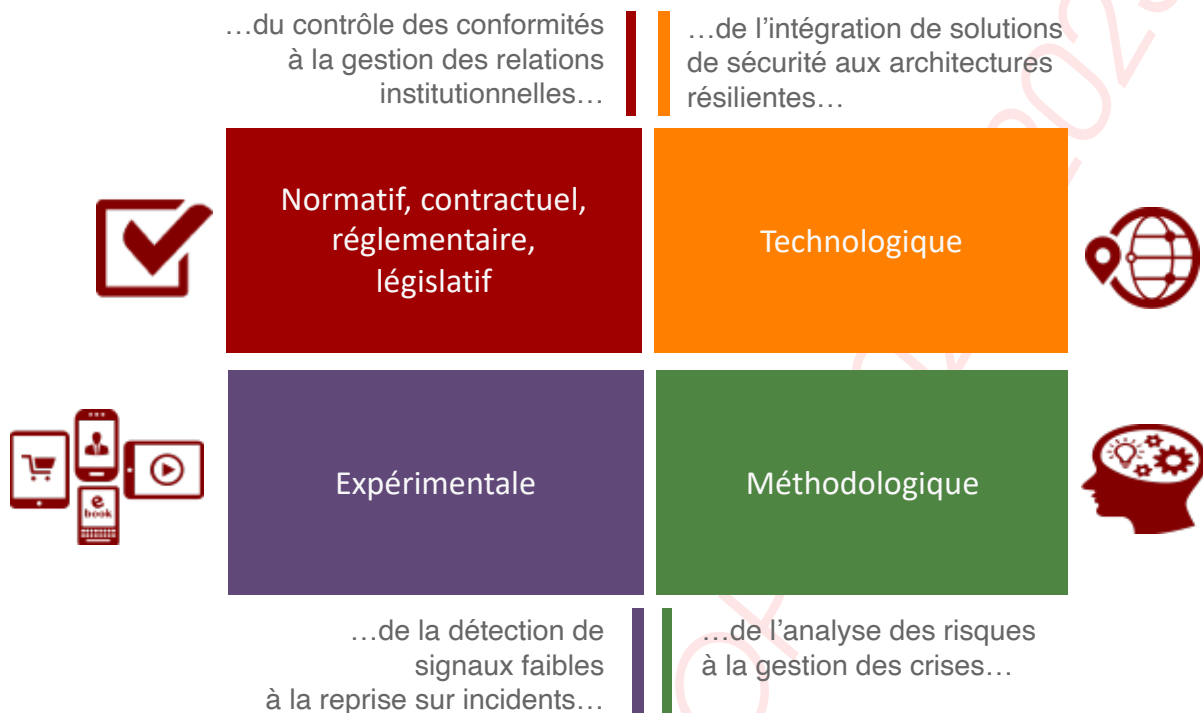 …du contrôle des conformités
à la gestion des relations
institutionnelles…
…de l’intégration de solutions
de sécurité aux architectures
résilientes…
Normatif, contractuel,
réglementaire,
législatif
Technologique
e
book
Expérimentale
Méthodologique
…de la détection de
signaux faibles
à la reprise sur incidents…
…de l’analyse des risques
à la gestion des crises…